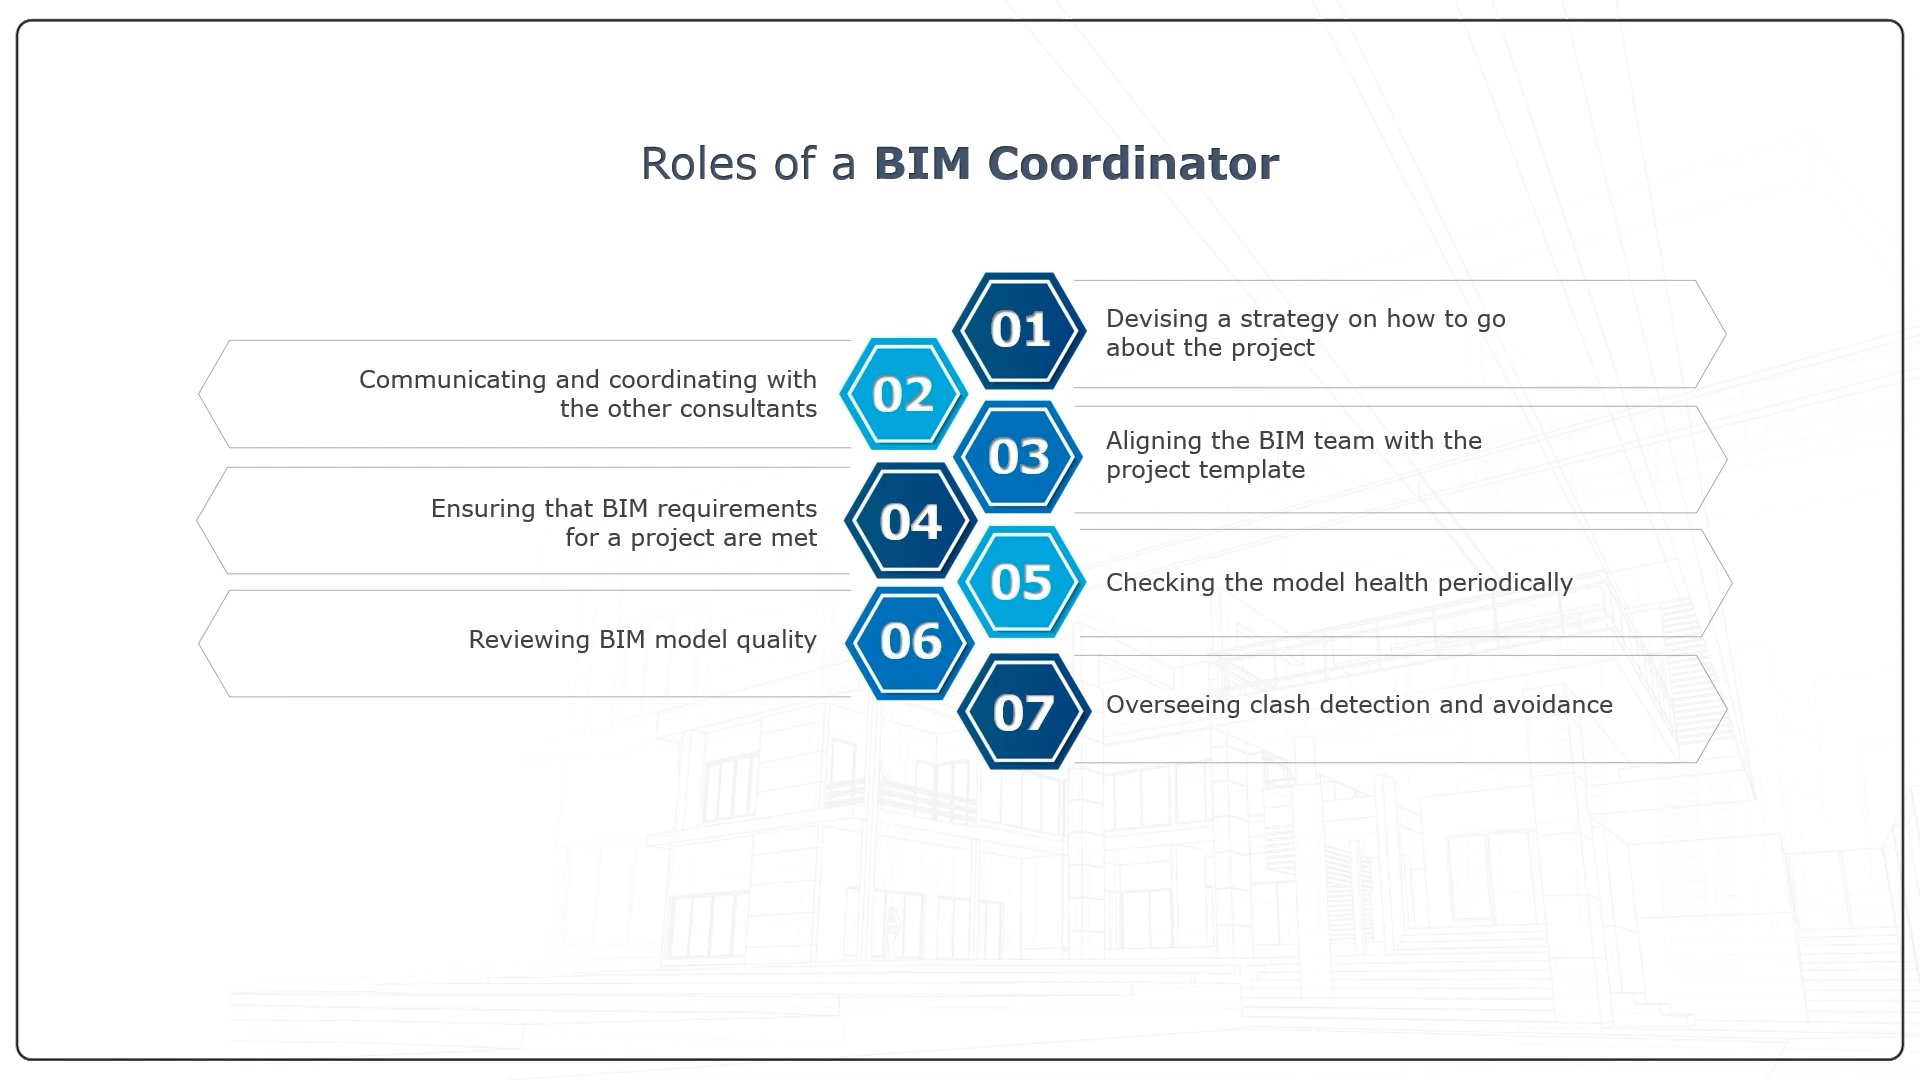 Roles of a BIM Coordinator
01
Devising a strategy on how to go
about the project
02
Communicating and coordinating with
the other consultants
03
Aligning the BIM team with the
project template
04
Ensuring that BIM requirements
for a project are met
05
Checking the model health periodically
06
Reviewing BIM model quality
07
Overseeing clash detection and avoidance